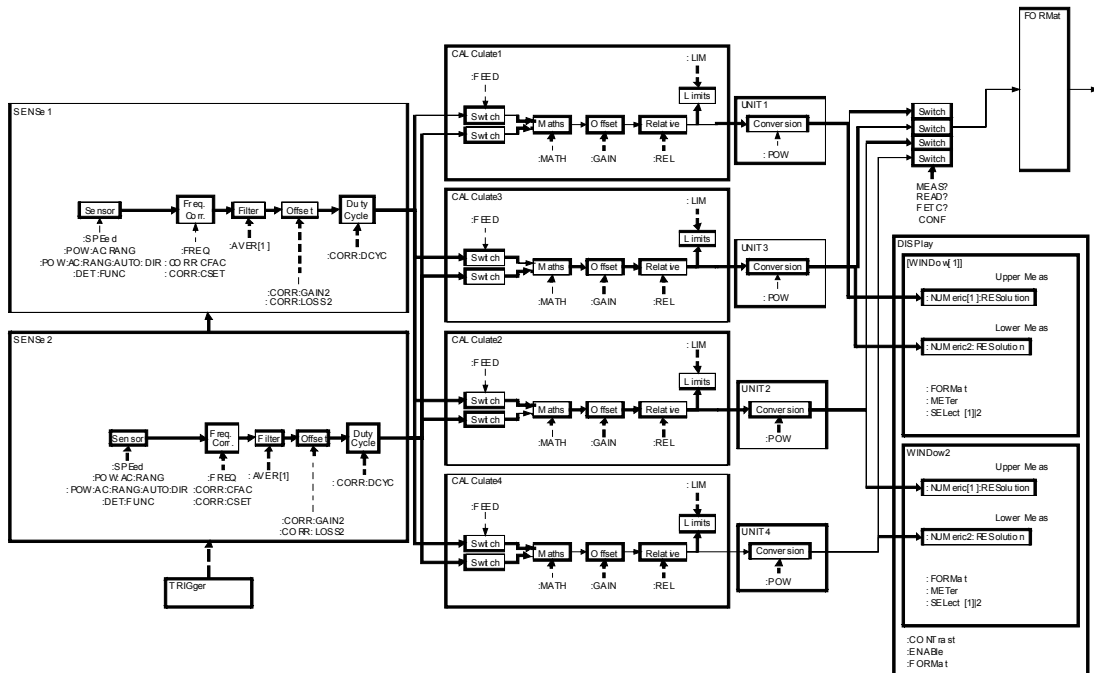 FORMat
CALCulate1
:FEED
Switch
Switch
Maths
Offset
Relative
Limits
:LIM
:MATH
:GAIN
:REL
UNIT1
Conversion
:POW
Switch
Switch
Switch
Switch
MEAS?
READ?
FETC?
CONF
SENSe1
Sensor
Freq.
Corr.
Filter
Offset
Duty
Cycle
:SPEed
:POW:AC:RANG
:POW:AC:RANG:AUTO:DIR
:DET:FUNC
:FREQ
:CORR:CFAC
:CORR:CSET
:AVER[1]
:CORR:GAIN2
:CORR:LOSS2
:CORR:DCYC
CALCulate3
:FEED
Switch
Switch
Maths
Offset
Relative
Limits
:LIM
:MATH
:GAIN
:REL
UNIT3
Conversion
:POW
SENSe2
Sensor
Freq.
Corr.
Filter
Offset
Duty
Cycle
:SPEed
:POW:AC:RANG
:POW:AC:RANG:AUTO:DIR
:DET:FUNC
:FREQ
:CORR:CFAC
:CORR:CSET
:AVER[1]
:CORR:GAIN2
:CORR:LOSS2
:CORR:DCYC
CALCulate2
:FEED
Switch
Switch
Maths
Offset
Relative
Limits
:LIM
:MATH
:GAIN
:REL
UNIT2
Conversion
:POW
CALCulate4
:FEED
Switch
Switch
Maths
Offset
Relative
Limits
:LIM
:MATH
:GAIN
:REL
UNIT4
Conversion
:POW
TRIGger
DISPlay
[WINDow[1]]
Upper Meas
:NUMeric[1]:RESolution
Lower Meas
:NUMeric2:RESolution
:FORMat
:METer
:SELect [1]|2
WINDow2
Upper Meas
:NUMeric[1]:RESolution
Lower Meas
:NUMeric2:RESolution
:FORMat
:METer
:SELect [1]|2
:CONTrast
:ENABle
:FORMat